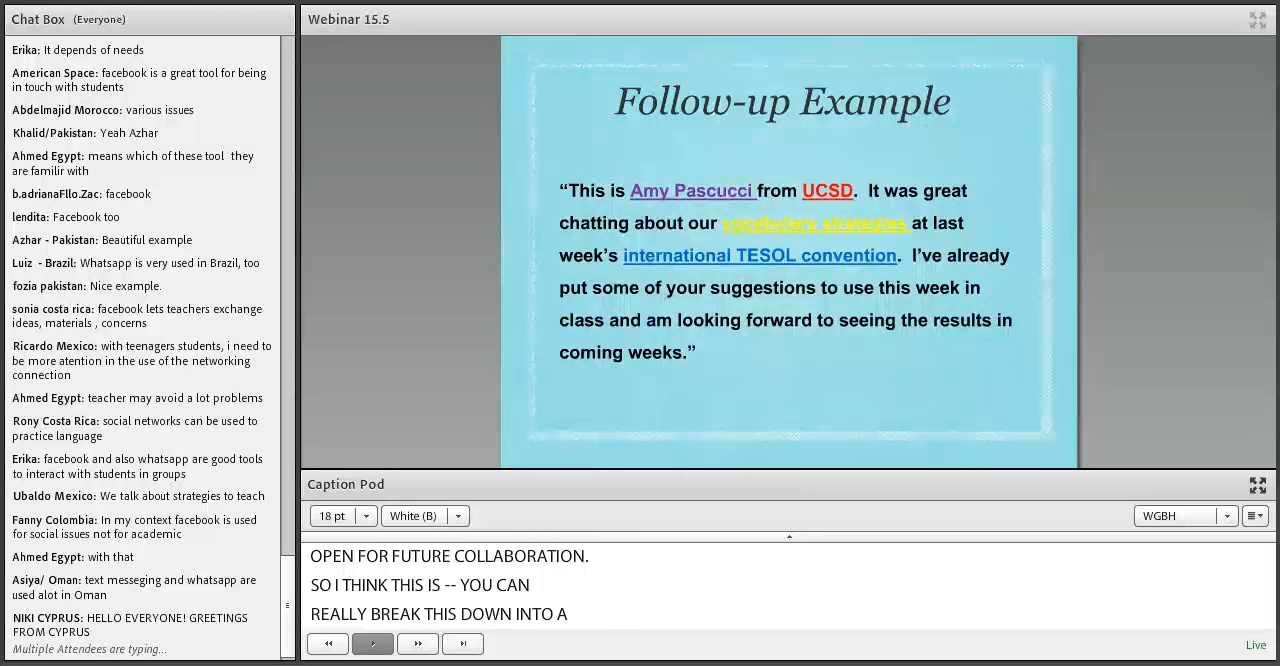 Chat Box (Everyone)
Erika: It depends of needs
American Space: facebook is a great tool for being
in touch with students
Abdelmajid Morocco: various issues
Khalid/Pakistan: Yeah Azhar
Ahmed Egypt: means which of these tool they
are familir with
b.adrianaFllo.Zac: facebook
lendita: Facebook too
Azhar - Pakistan: Beautiful example
Luiz - Brazil: Whatsapp is very used in Brazil, too
fozia pakistan: Nice example.
sonia costa rica: facebook lets teachers exchange
ideas, materials , concerns
Ricardo Mexico: with teenagers students, i need to
be more atention in the use of the networking
connection
Ahmed Egypt: teacher may avoid a lot problems
Rony Costa Rica: social networks can be used to
practice language
Erika: facebook and also whatsapp are good tools
to interact with students in groups
Ubaldo Mexico: We talk about strategies to teach
Fanny Colombia: In my context facebook is used
for social issues not for academic
Ahmed Egypt: with that
Asiya/ Oman: text messeging and whatsapp are
used alot in Oman
NIKI CYPRUS: HELLO EVERYONE! GREETINGS
FROM CYPRUS
Multiple Attendees are typing...
Webinar 15.5
Follow-up Example
“This is Amy Pascucci from UCSD. It was great
chatting about our vocabulary strategies at last
week’s international TESOL convention. I’ve already
put some of your suggestions to use this week in
class and am looking forward to seeing the results in
coming weeks.”
Caption Pod
18 pt White (B) WGBH
OPEN FOR FUTURE COLLABORATION.
SO I THINK THIS IS -- YOU CAN
REALLY BREAK THIS DOWN INTO A
Live